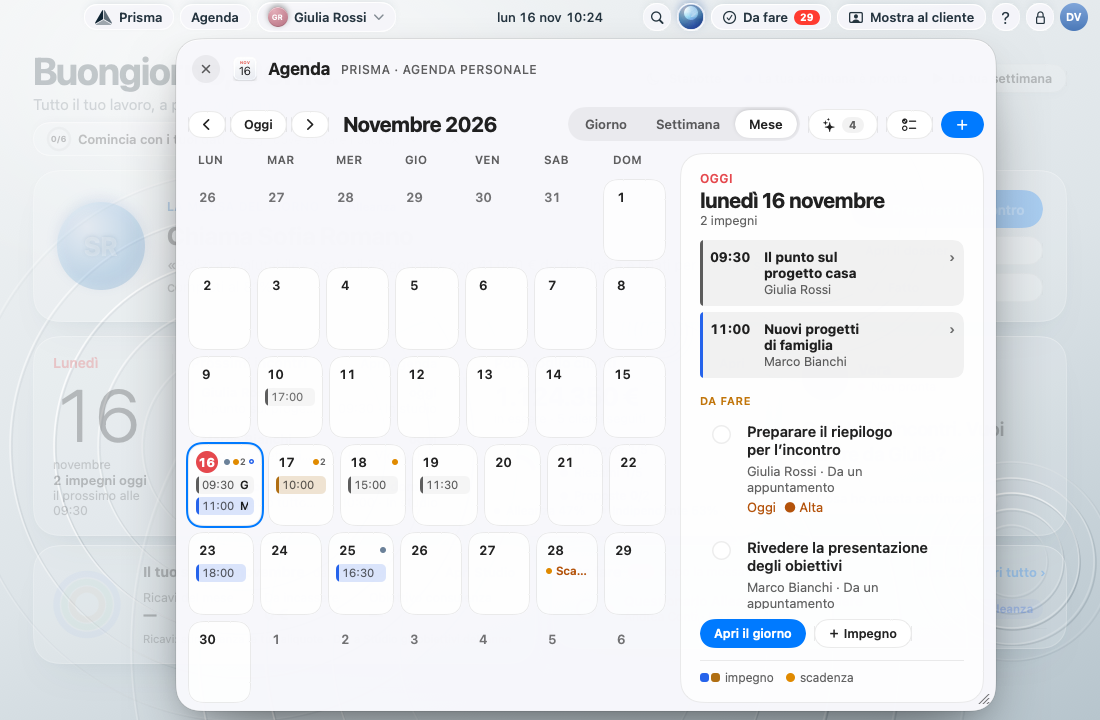 Prisma
Agenda
GR Giulia Rossi
lun 16 nov 10:24
Da fare 29
Mostra al cliente
?
DV
Tutto il tuo lavoro, a p
settimana
0/6 Comincia con i t
SR
Lunedì
16
novembre
2 impegni oggi
il prossimo alle
09:30
Il tuo
Ricavi
—
Ricavi
NOV
16
Agenda
PRISMA · AGENDA PERSONALE
Oggi
Novembre 2026
Giorno
Settimana
Mese
4
+
LUN MAR MER GIO VEN SAB DOM
26 27 28 29 30 31 1
2 3 4 5 6 7 8
9 10 11 12 13 14 15
17:00
16 2 17 2 18 19 20 21 22
09:30 G 10:00 15:00 11:30
11:00 M
23 24 25 26 27 28 29
18:00 16:30 Sca...
30 1 2 3 4 5 6
OGGI
lunedì 16 novembre
2 impegni
09:30 Il punto sul ›
progetto casa
Giulia Rossi
11:00 Nuovi progetti ›
di famiglia
Marco Bianchi
DA FARE
Preparare il riepilogo
per l’incontro
Giulia Rossi · Da un
appuntamento
Oggi Alta
Rivedere la presentazione
degli obiettivi
Marco Bianchi · Da un
appuntamento
Apri il giorno
+ Impegno
impegno scadenza